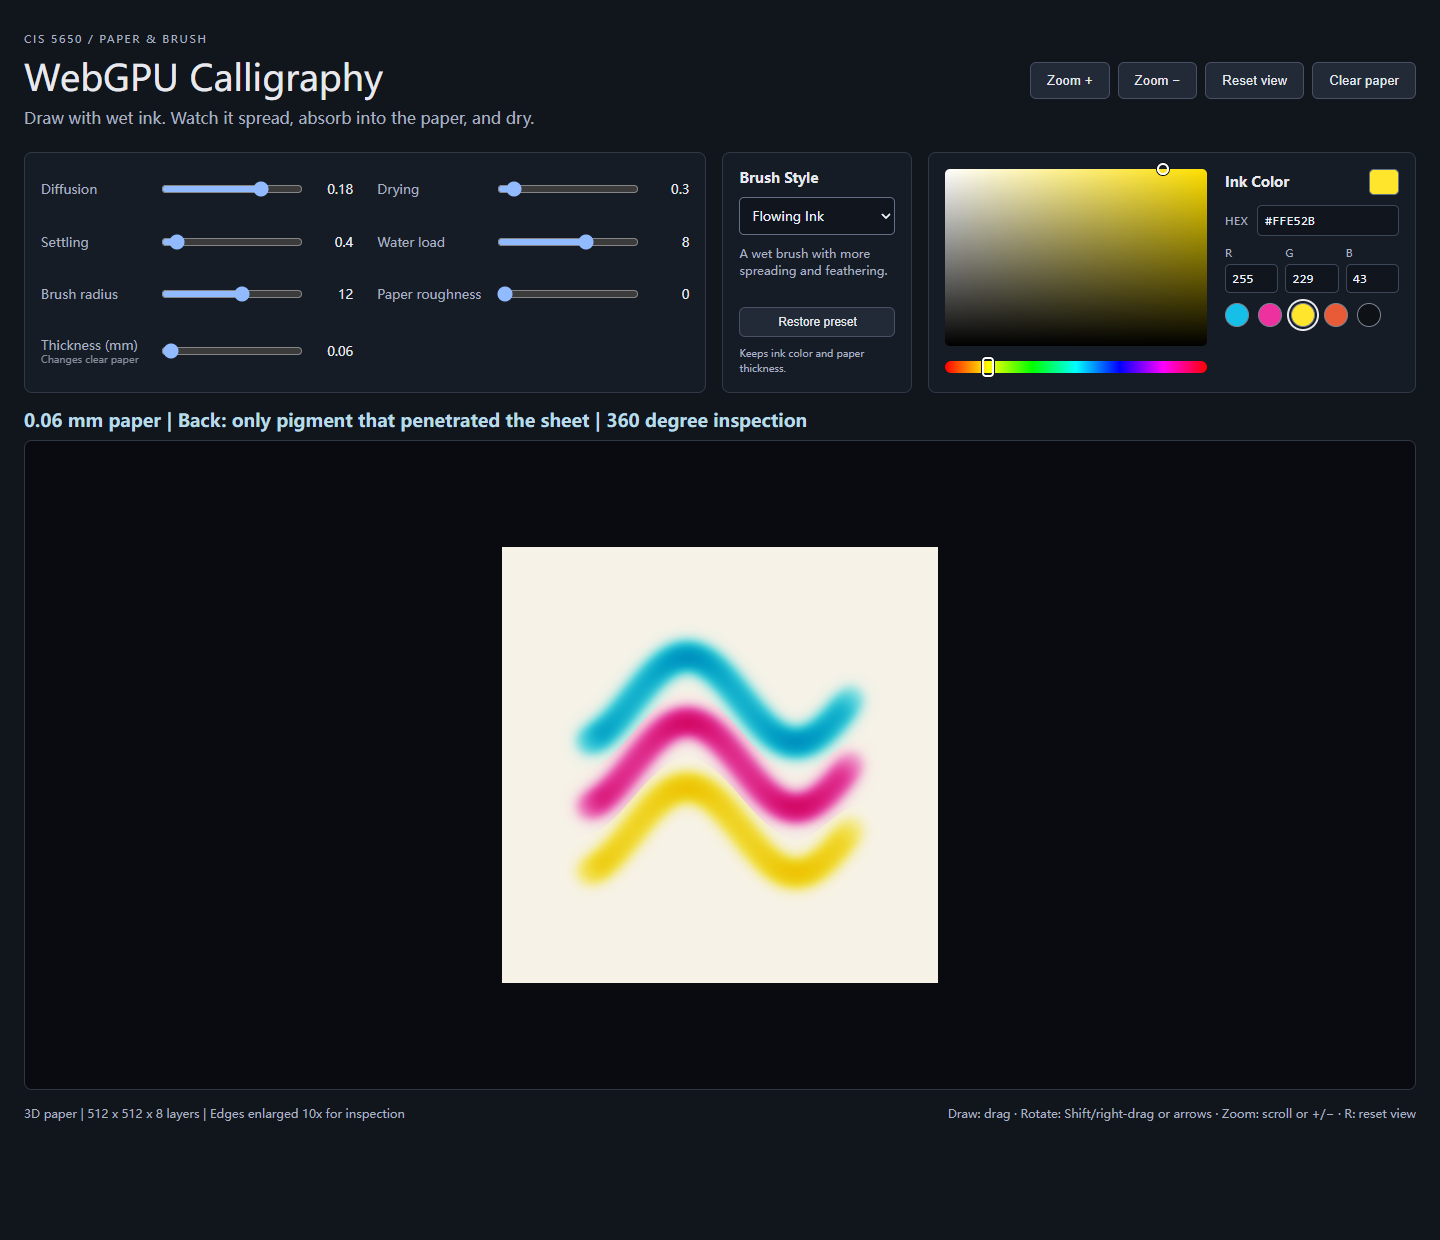 CIS 5650 / PAPER & BRUSH
WebGPU Calligraphy
Draw with wet ink. Watch it spread, absorb into the paper, and dry.
Zoom +
Zoom −
Reset view
Clear paper
Diffusion 0.18
Drying 0.3
Settling 0.4
Water load 8
Brush radius 12
Paper roughness 0
Thickness (mm) 0.06
Changes clear paper
Brush Style
Flowing Ink
A wet brush with more
spreading and feathering.
Restore preset
Keeps ink color and paper
thickness.
Ink Color
HEX #FFE52B
R G B
255 229 43
0.06 mm paper | Back: only pigment that penetrated the sheet | 360 degree inspection
3D paper | 512 x 512 x 8 layers | Edges enlarged 10x for inspection
Draw: drag · Rotate: Shift/right-drag or arrows · Zoom: scroll or +/− · R: reset view